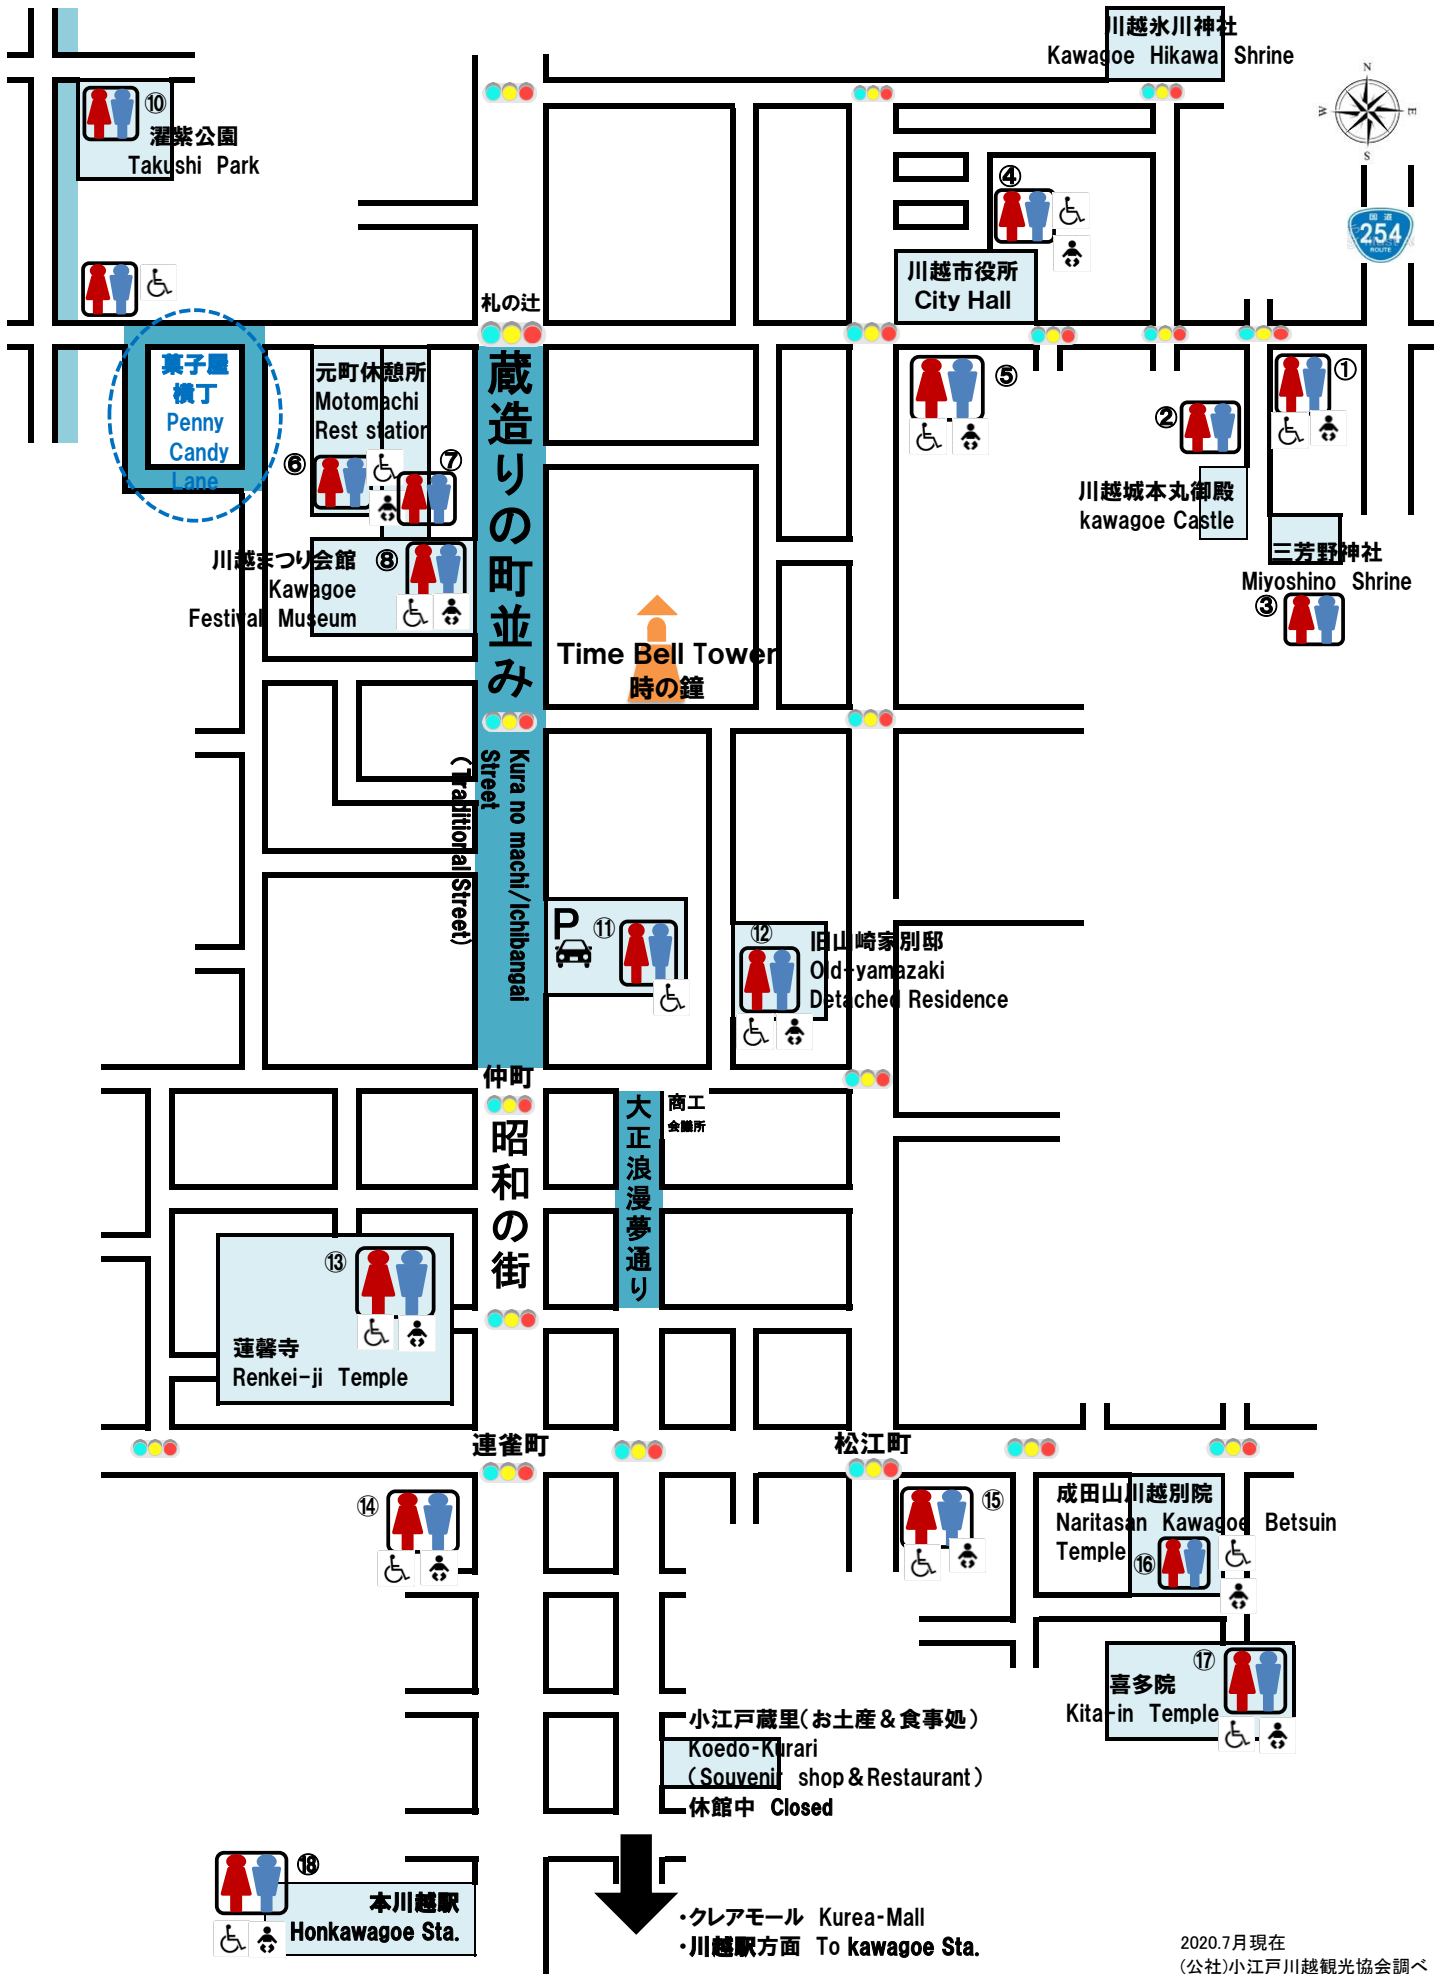 川越氷川神社
Kawagoe Hikawa Shrine
N
W
E
S
⑩
濯紫公園
Takushi Park
④
国道
254
ROUTE
川越市役所
City Hall
札の辻
菓子屋
横丁
Penny
Candy
Lane
元町休憩所
Motomachi
Rest station
⑥
⑦
蔵造りの町並み
⑤
①
②
川越城本丸御殿
kawagoe Castle
三芳野神社
Miyoshino Shrine
③
川越まつり会館
Kawagoe
Festival Museum
⑧
Time Bell Tower
時の鐘
Kura no machi/Ichibangai
Street
(Traditional Street)
P
⑪
⑫
旧山崎家別邸
Old-yamazaki
Detached Residence
仲町
昭和の街
大正浪漫夢通り
商工
会議所
⑬
蓮馨寺
Renkei-ji Temple
連雀町
松江町
⑭
⑮
成田山川越別院
Naritasan Kawagoe Betsuin
Temple
⑯
⑰
喜多院
Kita-in Temple
小江戸蔵里(お土産&食事処)
Koedo-Kurari
(Souvenir shop&Restaurant)
休館中 Closed
⑱
本川越駅
Honkawagoe Sta.
・クレアモール Kurea-Mall
・川越駅方面 To kawagoe Sta.
2020.7月現在
(公社)小江戸川越観光協会調べ